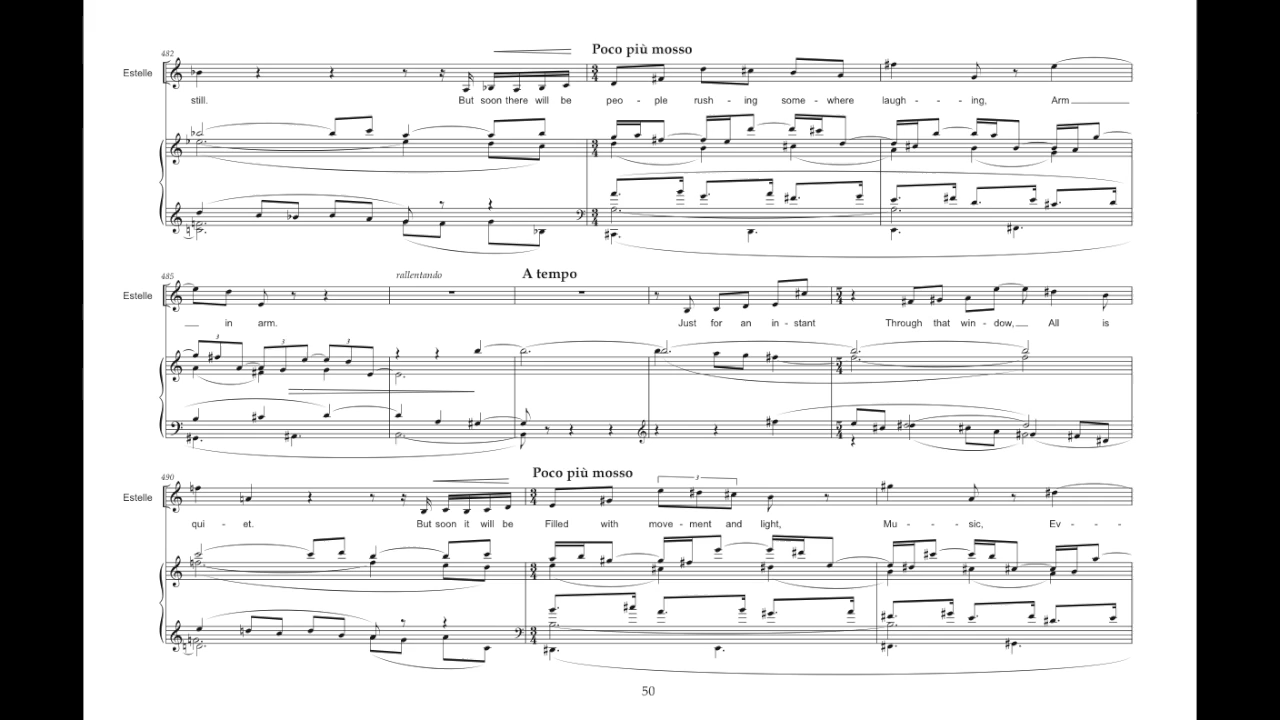 482
Poco più mosso
Estelle
still. But soon there will be peo - ple rush - ing some - where laugh - - - ing, Arm
485
rallentando
A tempo
Estelle
in arm. Just for an in - stant Through that win - dow, All is
3 3 3
490
Poco più mosso
3
Estelle
qui - et. But soon it will be Filled with move - ment and light, Mu - - sic, Ev - - -
50